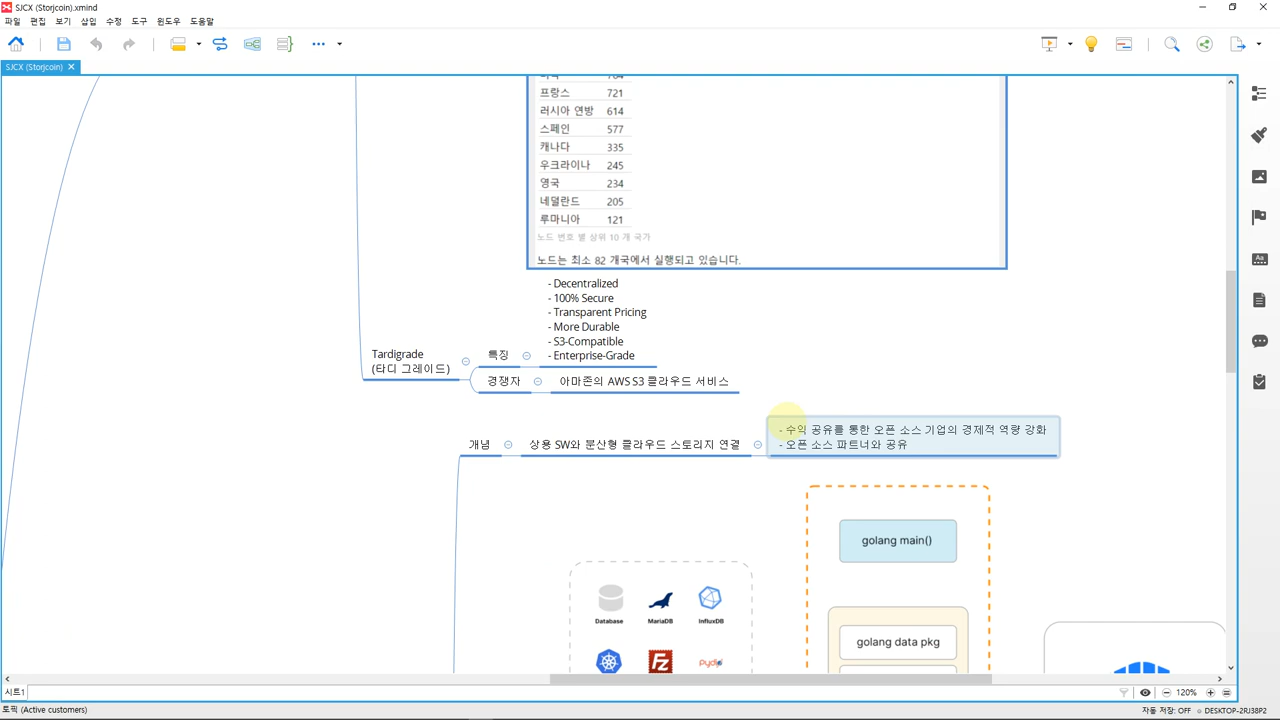 SJCX (Storjcoin).xmind
파일 편집 보기 삽입 수정 도구 윈도우 도움말
SJCX (Storjcoin)
프랑스 721
러시아 연방 614
스페인 577
캐나다 335
우크라이나 245
영국 234
네덜란드 205
루마니아 121
노드 번호 별 상위 10 개 국가
노드는 최소 82 개국에서 실행되고 있습니다.
- Decentralized
- 100% Secure
- Transparent Pricing
- More Durable
- S3-Compatible
- Enterprise-Grade
Tardigrade
(타디 그레이드)
특징
경쟁자
아마존의 AWS S3 클라우드 서비스
개념
상용 SW와 분산형 클라우드 스토리지 연결
- 수익 공유를 통한 오픈 소스 기업의 경제적 역량 강화
- 오픈 소스 파트너와 공유
golang main()
Database MariaDB InfluxDB
golang data pkg
FZ pydio
시트1
120%
토픽 (Active customers)
자동 저장: OFF DESKTOP-2RJ38P2